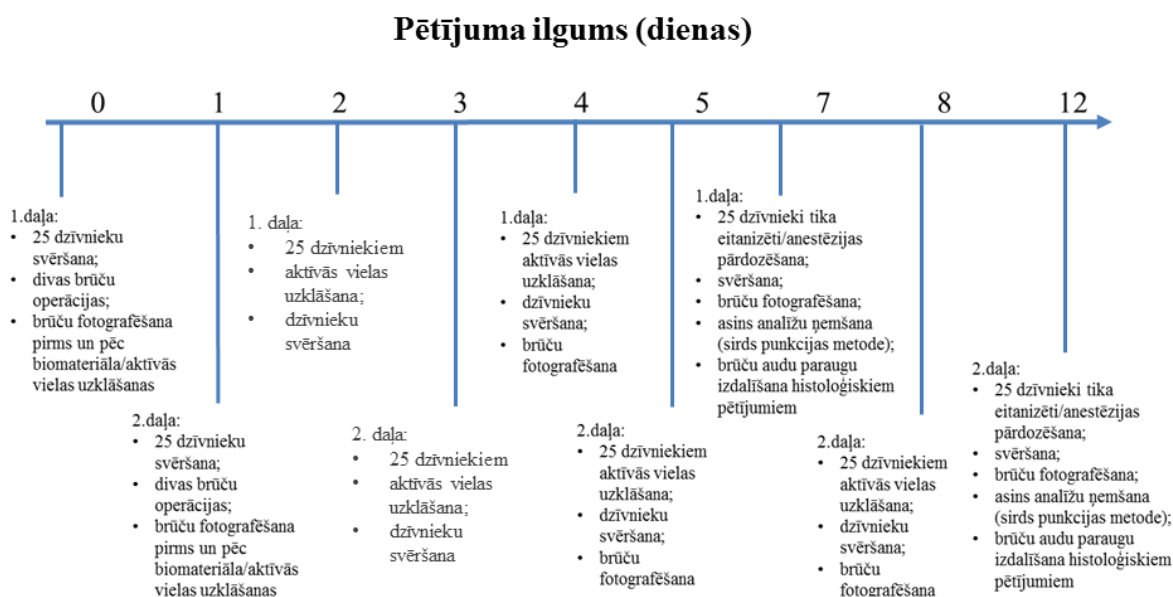 Pētījuma ilgums (dienas)
0 1 2 3 4 5 7 8 12
1.daļa:
• 25 dzīvnieku
svēršana;
• divas brūču
operācijas;
• brūču fotografēšana
pirms un pēc
biomateriāla/aktīvās
vielas uzklāšanas
2.daļa:
• 25 dzīvnieku
svēršana;
• divas brūču
operācijas;
• brūču fotografēšana
pirms un pēc
biomateriāla/aktīvās
vielas uzklāšanas
1. daļa:
• 25 dzīvniekiem
• aktīvās vielas
uzklāšana;
• dzīvnieku
svēršana
2. daļa:
• 25 dzīvniekiem
• aktīvās vielas
uzklāšana;
• dzīvnieku
svēršana
1.daļa:
• 25 dzīvniekiem
aktīvās vielas
uzklāšana;
• dzīvnieku
svēršana;
• brūču
fotografēšana
2.daļa:
• 25 dzīvniekiem
aktīvās vielas
uzklāšana;
• dzīvnieku
svēršana;
• brūču
fotografēšana
1.daļa:
• 25 dzīvnieki tika
eitanizēti/anestēzijas
pārdozēšana;
• svēršana;
• brūču fotografēšana;
• asins analīžu ņemšana
(sirds punkcijas metode);
• brūču audu paraugu
izdalīšana histoloģiskiem
pētījumiem
2.daļa:
• 25 dzīvniekiem
aktīvās vielas
uzklāšana;
• dzīvnieku
svēršana;
• brūču
fotografēšana
2.daļa:
• 25 dzīvnieki tika
eitanizēti/anestēzijas
pārdozēšana;
• svēršana;
• brūču fotografēšana;
• asins analīžu ņemšana
(sirds punkcijas metode);
• brūču audu paraugu
izdalīšana histoloģiskiem
pētījumiem